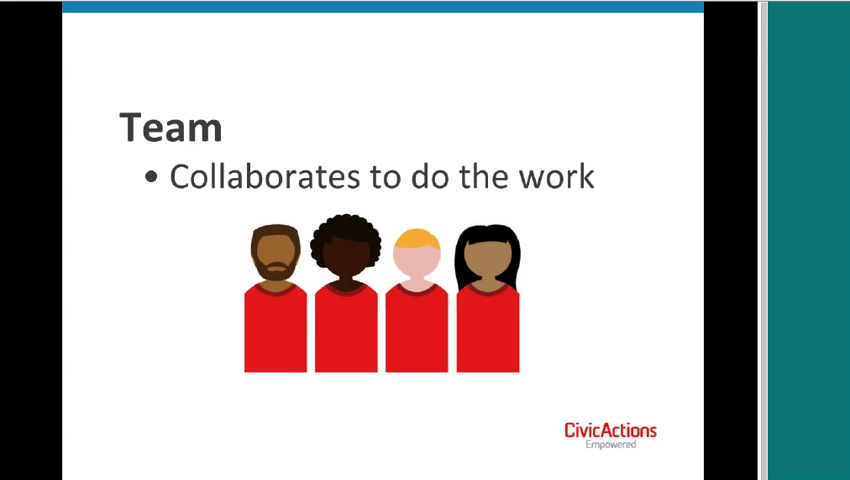 Team
• Collaborates to do the work
CivicActions
Empowered